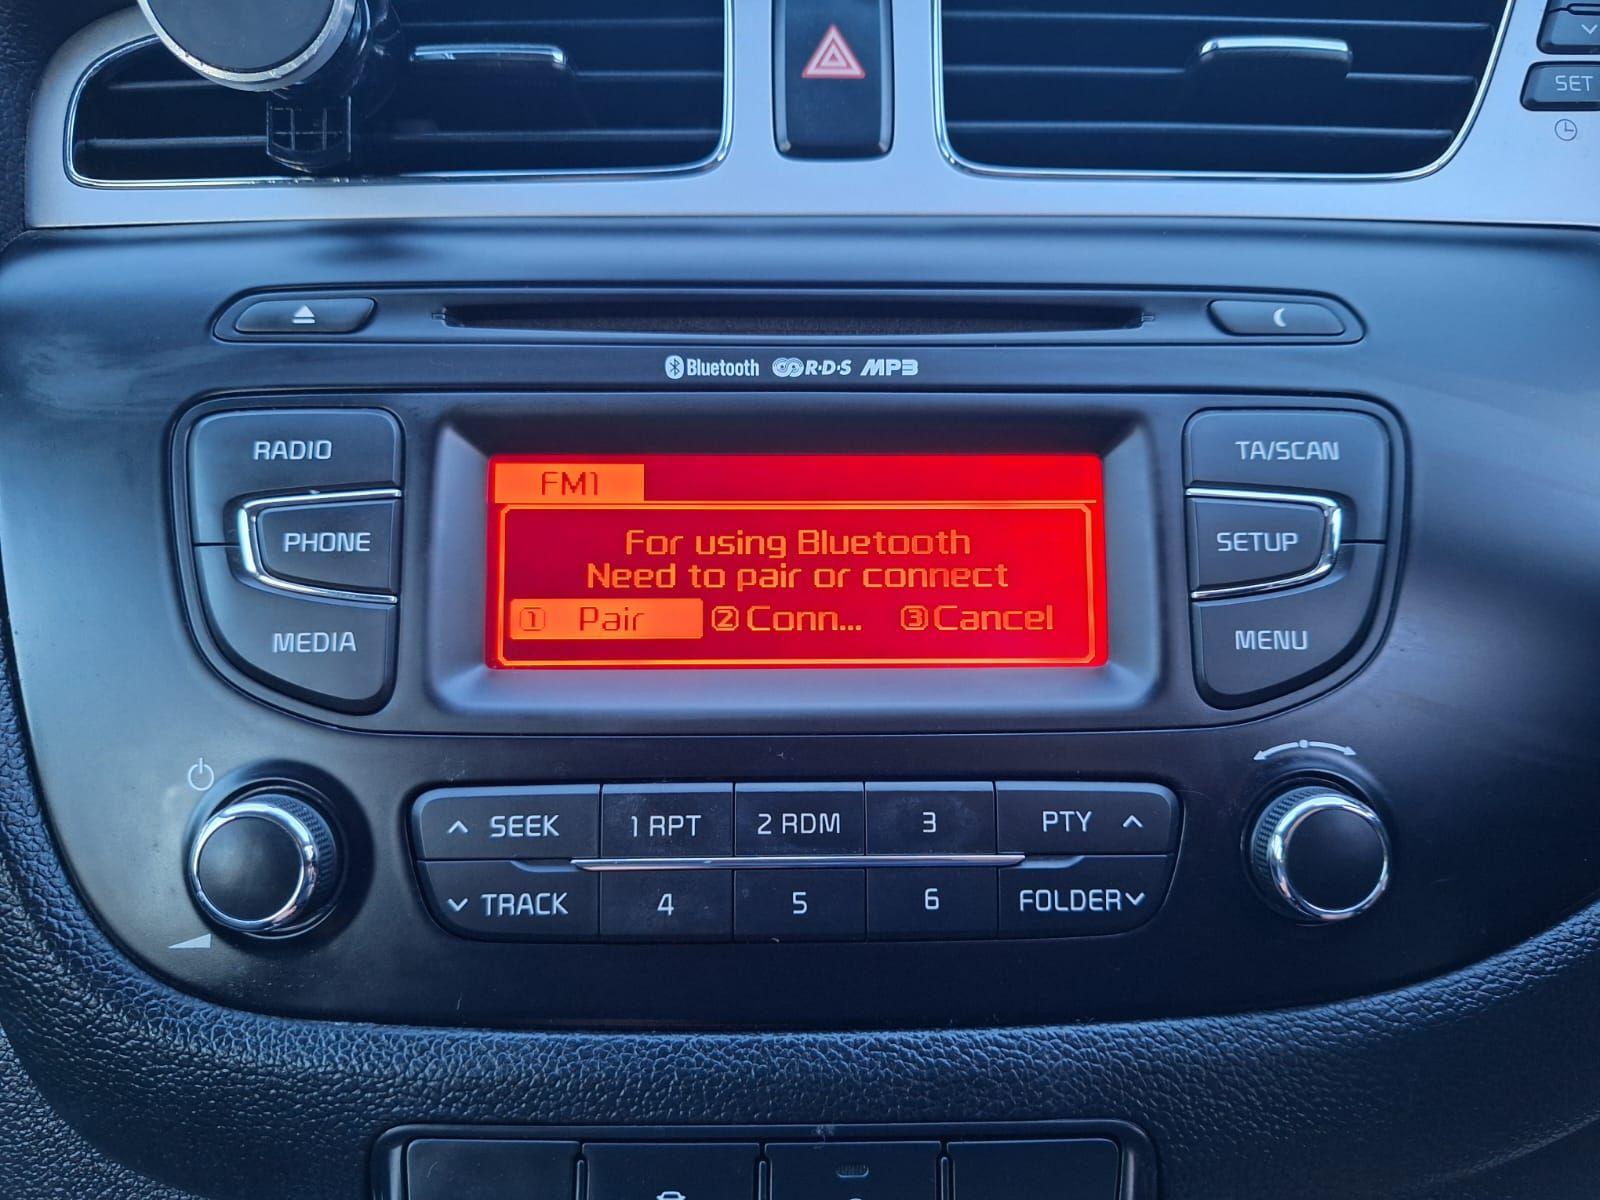 SET
Bluetooth R·D·S MP3
RADIO
PHONE
MEDIA
FM1
For using Bluetooth
Need to pair or connect
1 Pair 2 Conn... 3 Cancel
TA/SCAN
SETUP
MENU
SEEK 1 RPT 2 RDM 3 PTY
TRACK 4 5 6 FOLDER